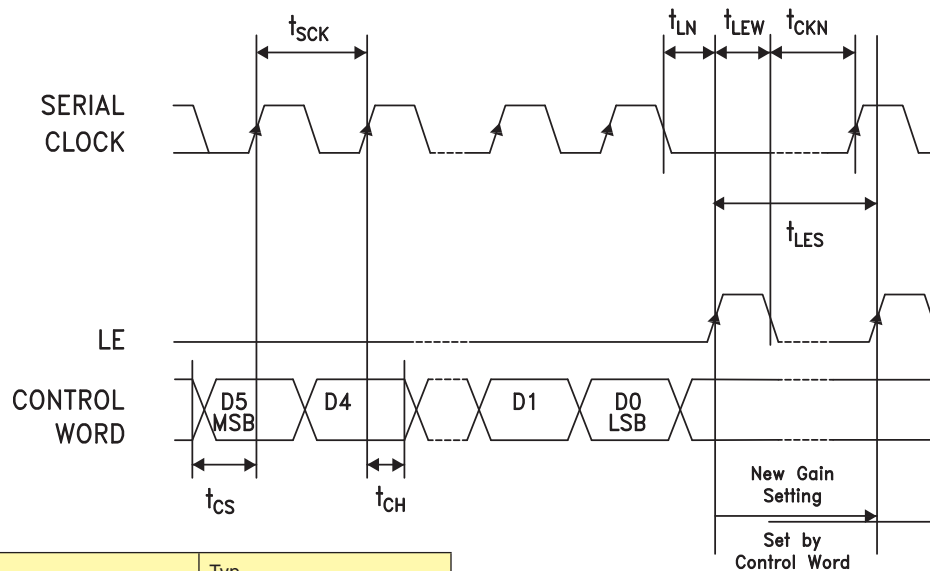 tSCK
tLN
tLEW
tCKN
SERIAL
CLOCK
tLES
LE
CONTROL
WORD
D5
MSB
D4
D1
D0
LSB
tCS
tCH
New Gain
Setting
Set by
Control Word
Typ